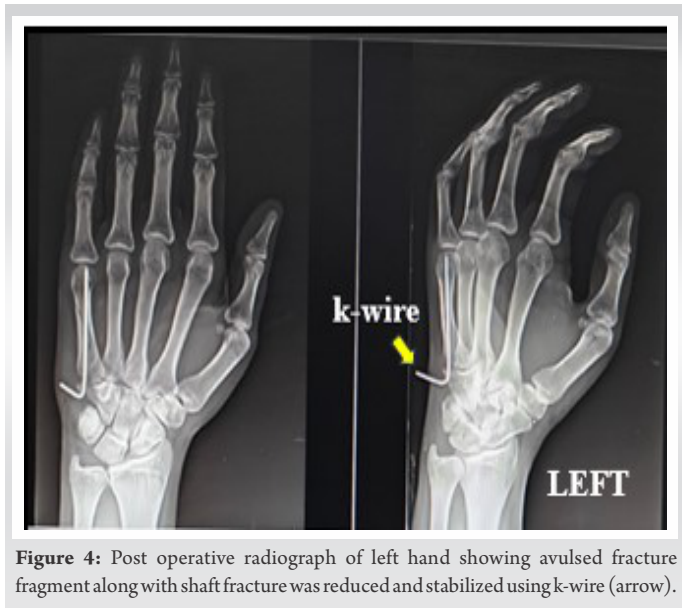 k-wire
LEFT
Figure 4: Post operative radiograph of left hand showing avulsed fracture
fragment along with shaft fracture was reduced and stabilized using k-wire (arrow).